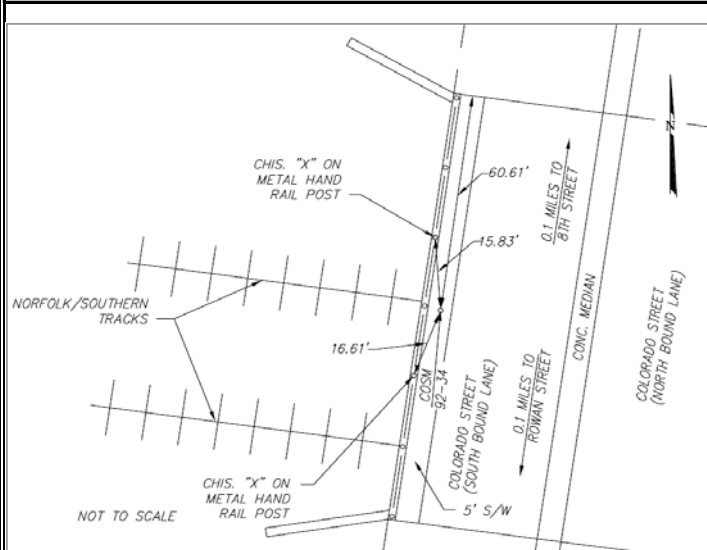 CHIS. "X" ON
METAL HAND
RAIL POST
60.61'
15.83'
0.1 MILES TO
8TH STREET
N
NORFOLK/SOUTHERN
TRACKS
16.61'
COSM
92-34
COLORADO STREET
(SOUTH BOUND LANE)
0.1 MILES TO
ROWAN STREET
CONC. MEDIAN
COLORADO STREET
(NORTH BOUND LANE)
CHIS. "X" ON
METAL HAND
RAIL POST
5' S/W
NOT TO SCALE